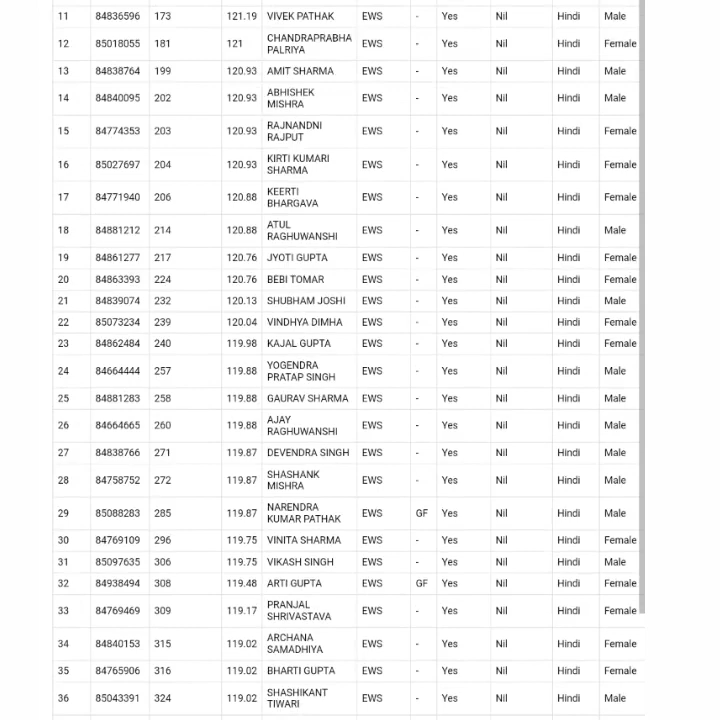 11 84836596 173 121.19 VIVEK PATHAK EWS - Yes Nil Hindi Male
12 85018055 181 121 CHANDRAPRABHA PALRIYA EWS - Yes Nil Hindi Female
13 84838764 199 120.93 AMIT SHARMA EWS - Yes Nil Hindi Male
14 84840095 202 120.93 ABHISHEK MISHRA EWS - Yes Nil Hindi Male
15 84774353 203 120.93 RAJNANDNI RAJPUT EWS - Yes Nil Hindi Female
16 85027697 204 120.93 KIRTI KUMARI SHARMA EWS - Yes Nil Hindi Female
17 84771940 206 120.88 KEERTI BHARGAVA EWS - Yes Nil Hindi Female
18 84881212 214 120.88 ATUL RAGHUWANSHI EWS - Yes Nil Hindi Male
19 84861277 217 120.76 JYOTI GUPTA EWS - Yes Nil Hindi Female
20 84863393 224 120.76 BEBI TOMAR EWS - Yes Nil Hindi Female
21 84839074 232 120.13 SHUBHAM JOSHI EWS - Yes Nil Hindi Male
22 85073234 239 120.04 VINDHYA DIMHA EWS - Yes Nil Hindi Female
23 84862484 240 119.98 KAJAL GUPTA EWS - Yes Nil Hindi Female
24 84664444 257 119.88 YOGENDRA PRATAP SINGH EWS - Yes Nil Hindi Male
25 84881283 258 119.88 GAURAV SHARMA EWS - Yes Nil Hindi Male
26 84664665 260 119.88 AJAY RAGHUWANSHI EWS - Yes Nil Hindi Male
27 84838766 271 119.87 DEVENDRA SINGH EWS - Yes Nil Hindi Male
28 84758752 272 119.87 SHASHANK MISHRA EWS - Yes Nil Hindi Male
29 85088283 285 119.87 NARENDRA KUMAR PATHAK EWS GF Yes Nil Hindi Male
30 84769109 296 119.75 VINITA SHARMA EWS - Yes Nil Hindi Female
31 85097635 306 119.75 VIKASH SINGH EWS - Yes Nil Hindi Male
32 84938494 308 119.48 ARTI GUPTA EWS GF Yes Nil Hindi Female
33 84769469 309 119.17 PRANJAL SHRIVASTAVA EWS - Yes Nil Hindi Female
34 84840153 315 119.02 ARCHANA SAMADHIYA EWS - Yes Nil Hindi Female
35 84765906 316 119.02 BHARTI GUPTA EWS - Yes Nil Hindi Female
36 85043391 324 119.02 SHASHIKANT TIWARI EWS - Yes Nil Hindi Male